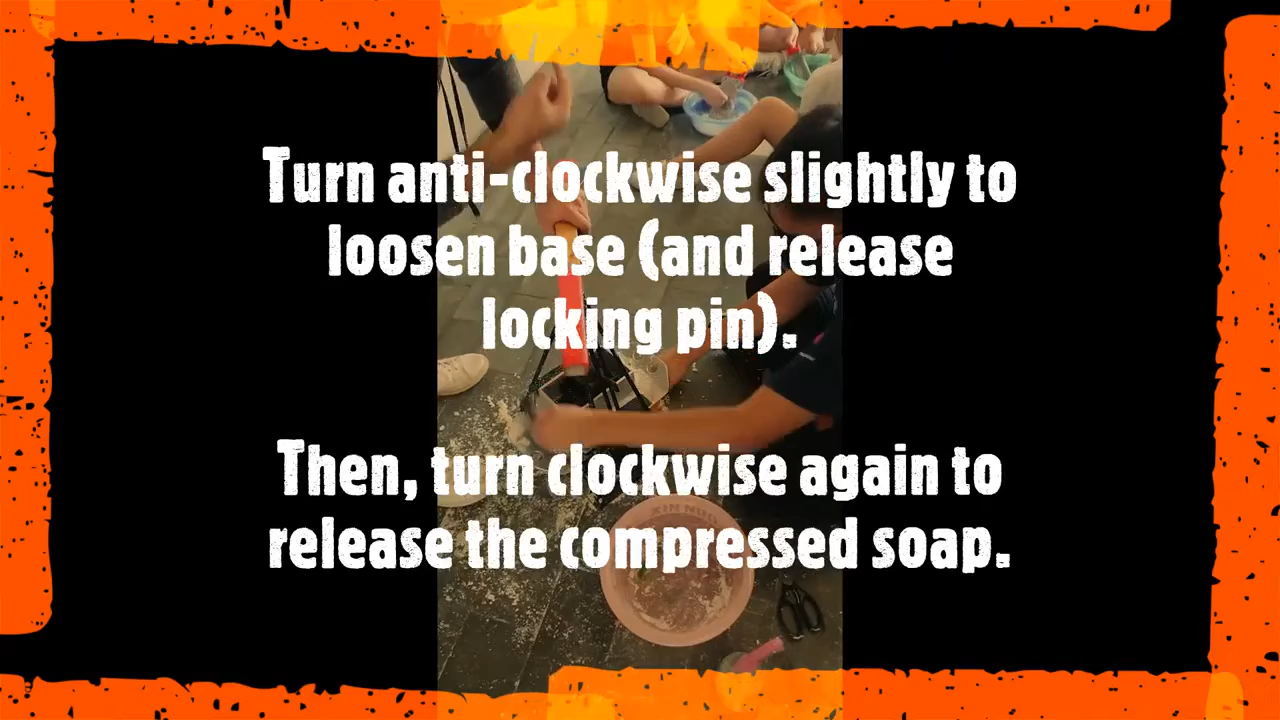 Turn anti-clockwise slightly to
loosen base (and release
locking pin).
Then, turn clockwise again to
release the compressed soap.